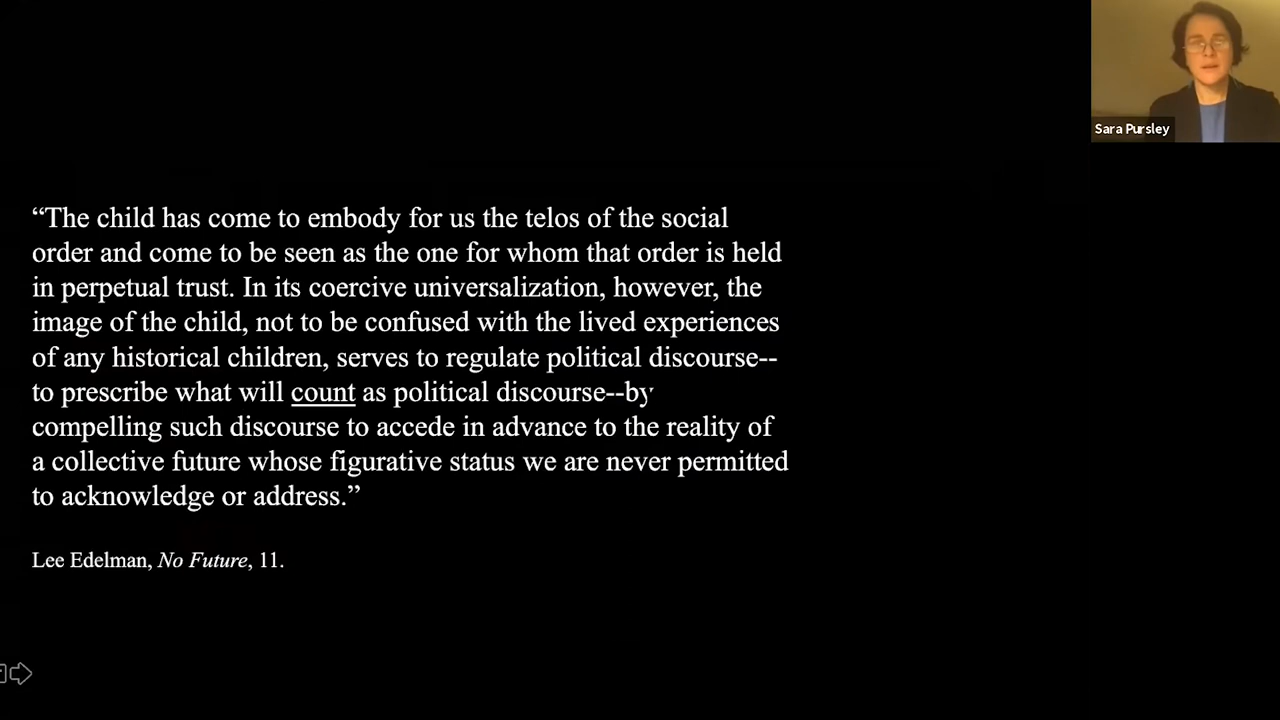 Sara Pursley
“The child has come to embody for us the telos of the social
order and come to be seen as the one for whom that order is held
in perpetual trust. In its coercive universalization, however, the
image of the child, not to be confused with the lived experiences
of any historical children, serves to regulate political discourse--
to prescribe what will count as political discourse--by
compelling such discourse to accede in advance to the reality of
a collective future whose figurative status we are never permitted
to acknowledge or address.”
Lee Edelman, No Future, 11.